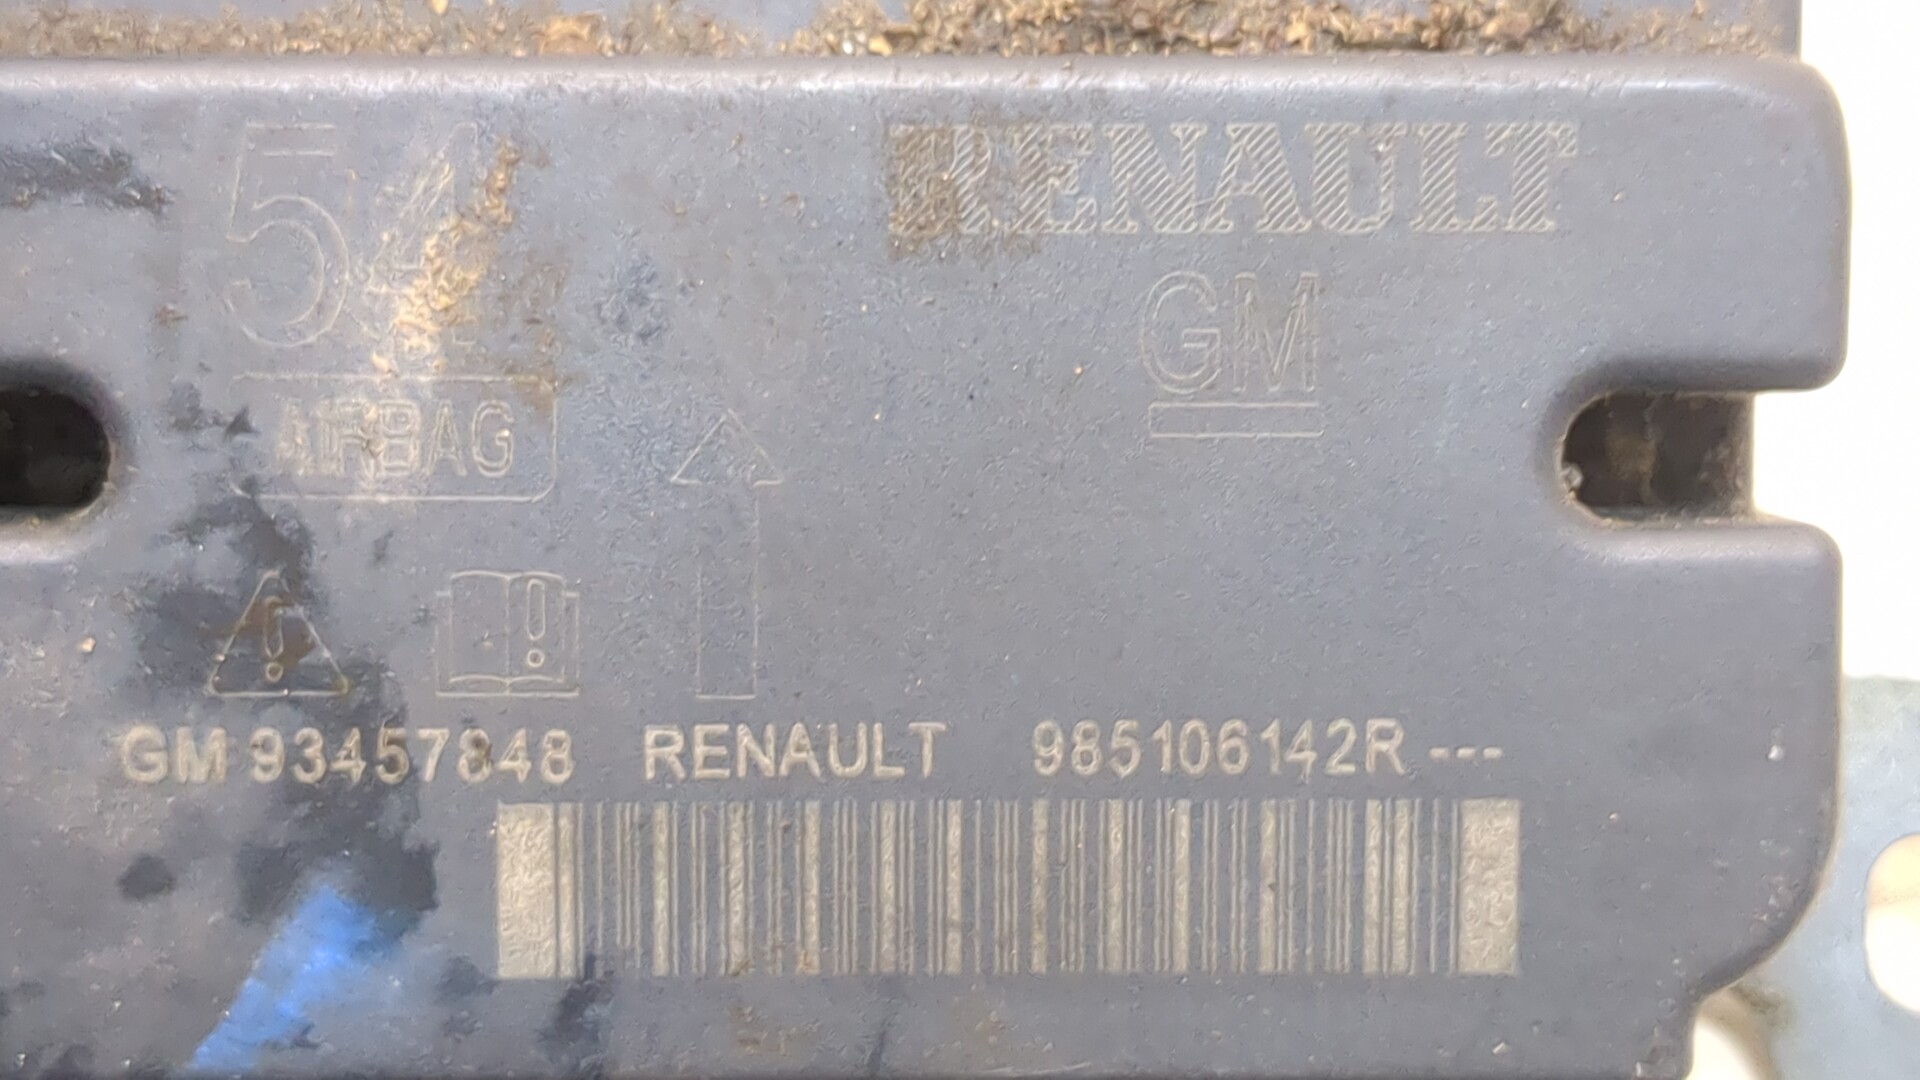 54 RENAULT
GM
AIRBAG
GM 93457848 RENAULT 985106142R ---